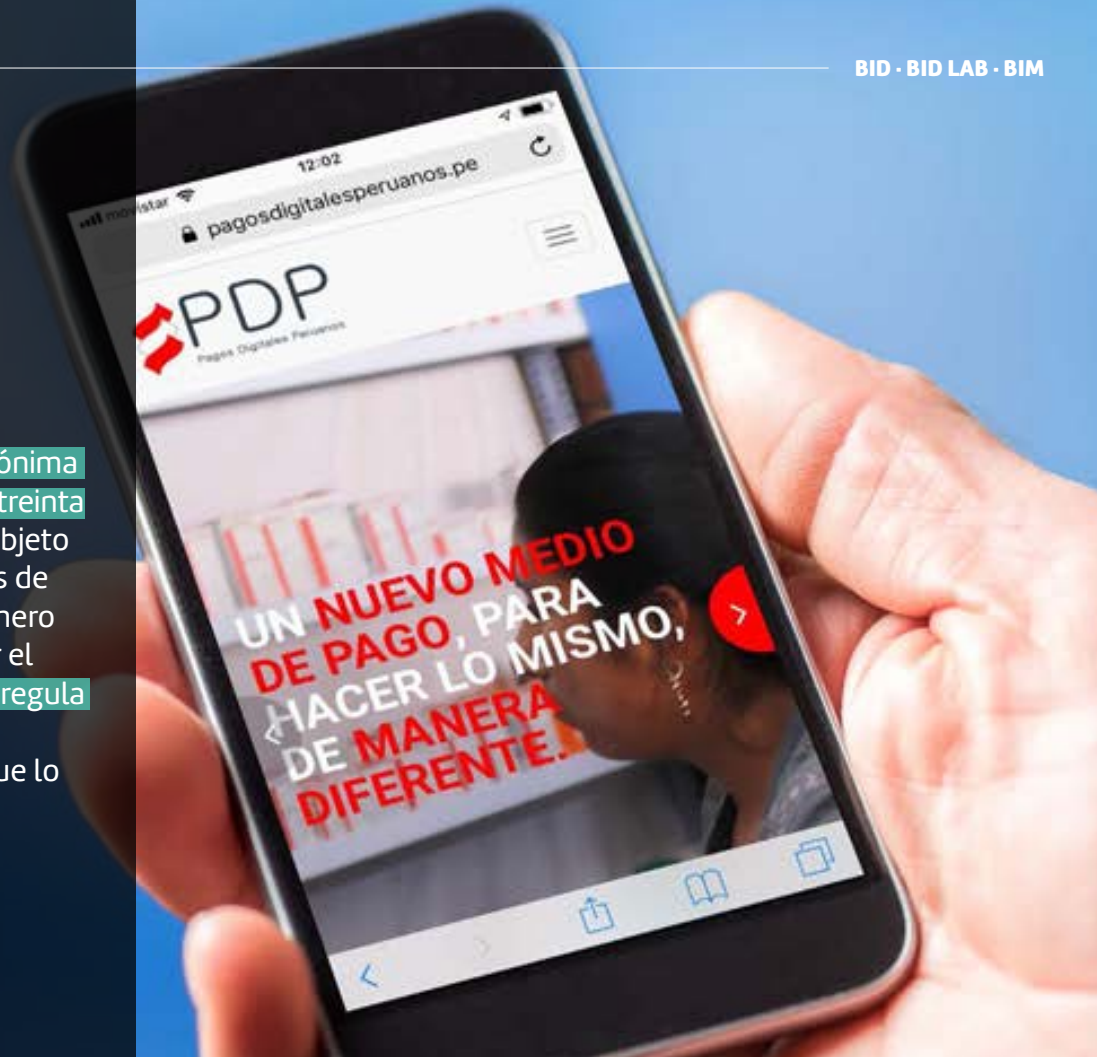 BID · BID LAB · BIM
movistar 12:02
pagosdigitalesperuanos.pe
PDP
Pagos Digitales Peruanos
ónima
treinta
bjeto
s de
nero
r el
regula
ue lo
UN NUEVO MEDIO
DE PAGO, PARA
HACER LO MISMO,
DE MANERA
DIFERENTE.